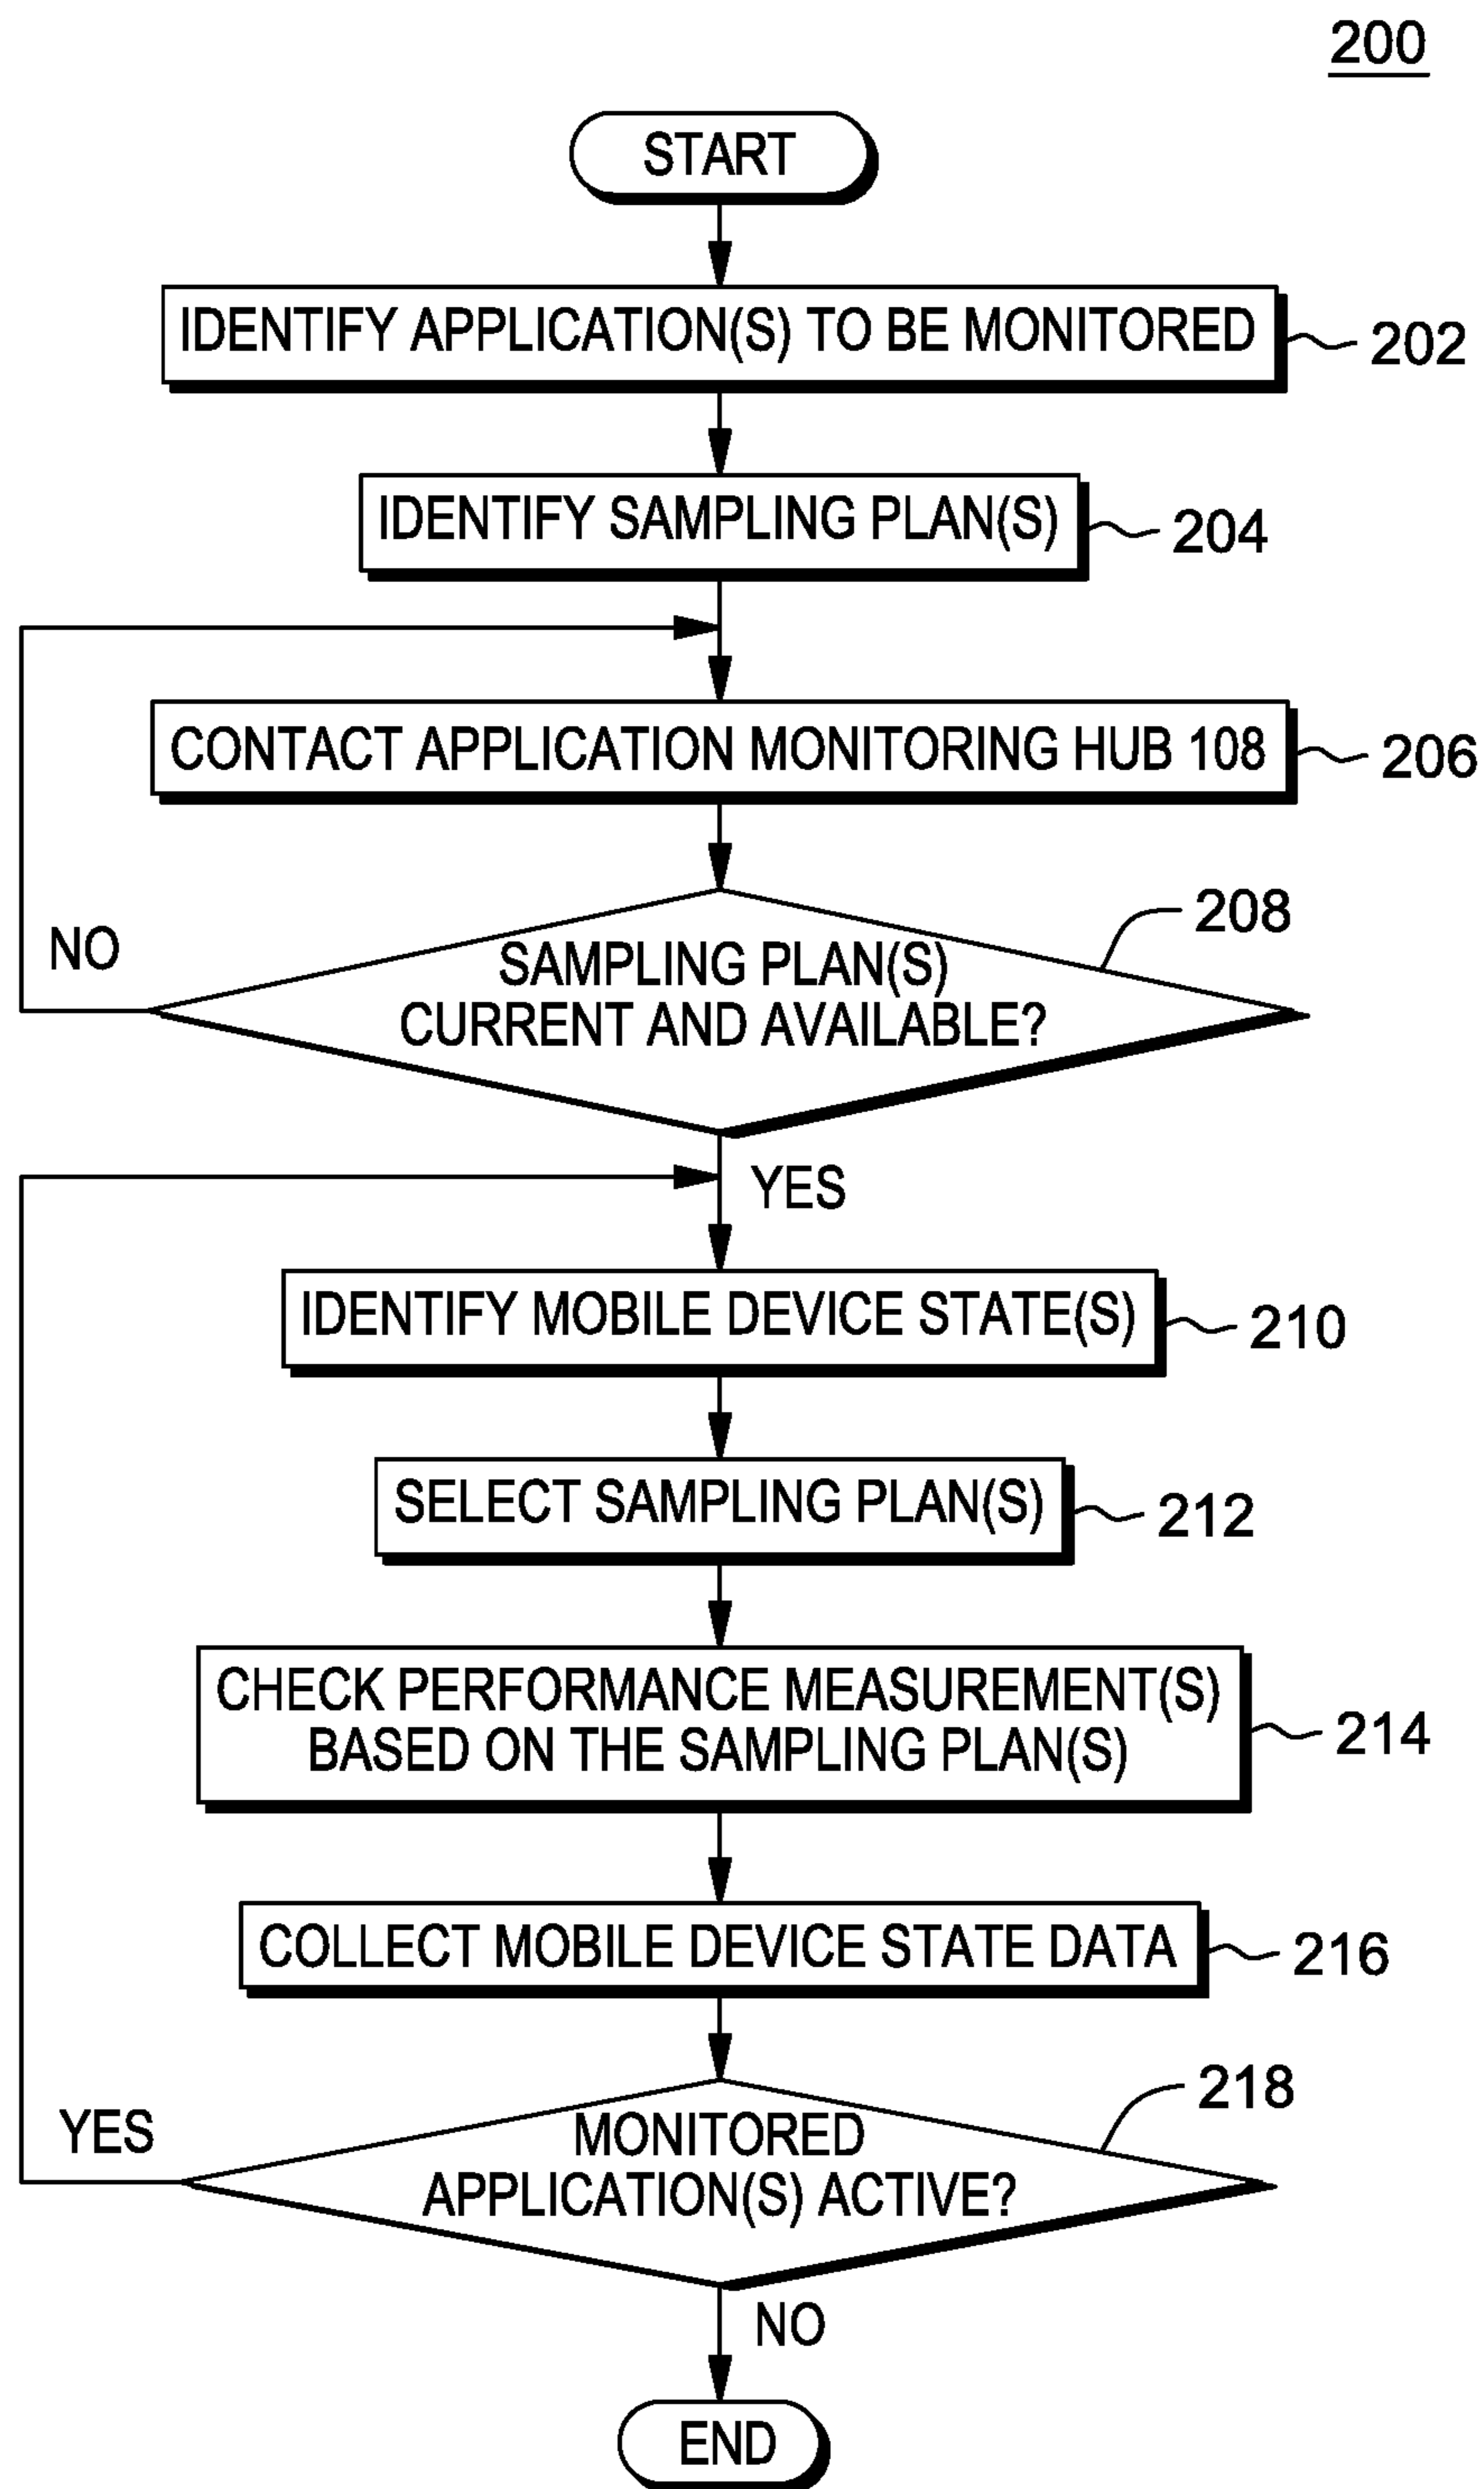 200
START
IDENTIFY APPLICATION(S) TO BE MONITORED
202
IDENTIFY SAMPLING PLAN(S)
204
CONTACT APPLICATION MONITORING HUB 108
206
208
NO
SAMPLING PLAN(S)
CURRENT AND AVAILABLE?
YES
IDENTIFY MOBILE DEVICE STATE(S)
210
SELECT SAMPLING PLAN(S)
212
CHECK PERFORMANCE MEASUREMENT(S)
BASED ON THE SAMPLING PLAN(S)
214
COLLECT MOBILE DEVICE STATE DATA
216
218
YES
MONITORED
APPLICATION(S) ACTIVE?
NO
END